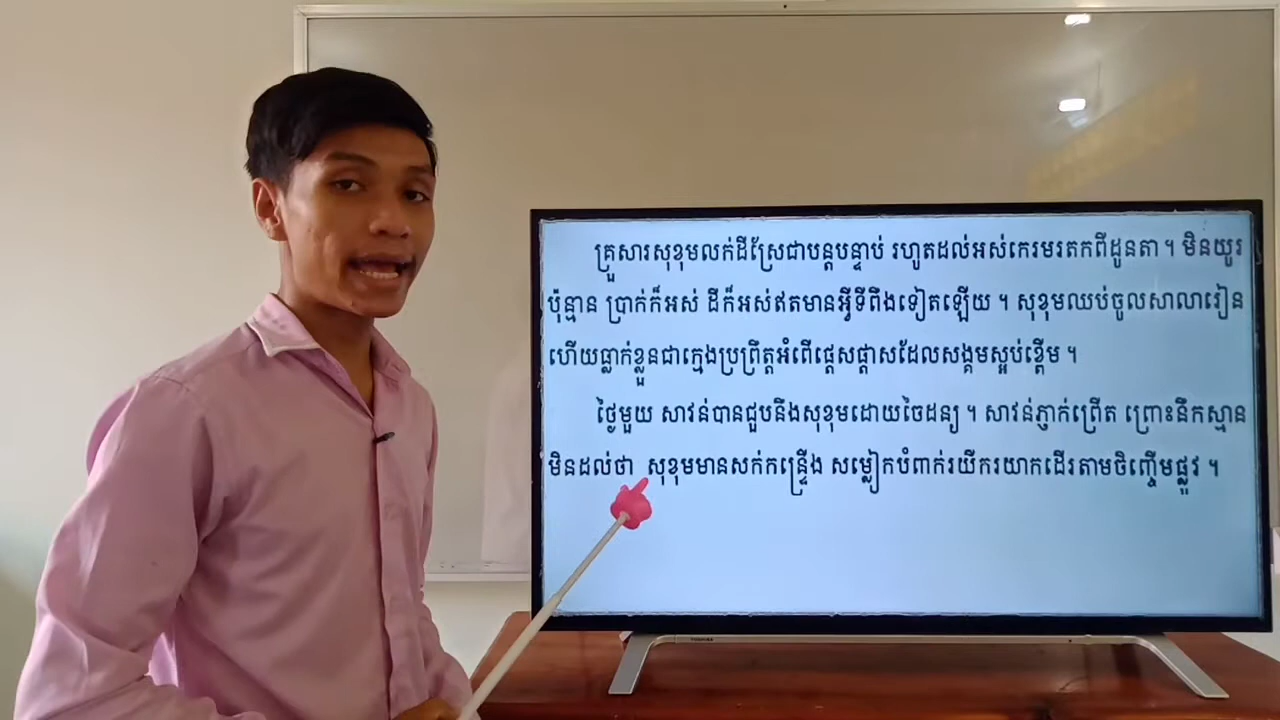 គ្រួសារសុខុមលក់ដីស្រែជាបន្តបន្ទាប់ រហូតដល់អស់កេរមរតកពីដូនតា ។ មិនយូរ
ប៉ុន្មាន ប្រាក់ក៏អស់ ដីក៏អស់ឥតមានអ្វីទីពឹងទៀតឡើយ ។ សុខុមឈប់ចូលសាលារៀន
ហើយធ្លាក់ខ្លួនជាក្មេងប្រព្រឹត្តអំពើផ្ដេសផ្ដាសដែលសង្គមស្អប់ខ្ពើម ។
ថ្ងៃមួយ សាវន់បានជួបនឹងសុខុមដោយចៃដន្យ ។ សាវន់ភ្ញាក់ព្រើត ព្រោះនឹកស្មាន
មិនដល់ថា សុខុមមានសក់កន្ទ្រើង សម្លៀកបំពាក់រយីករយាកដើរតាមចិញ្ចើមផ្លូវ ។
TOSHIBA